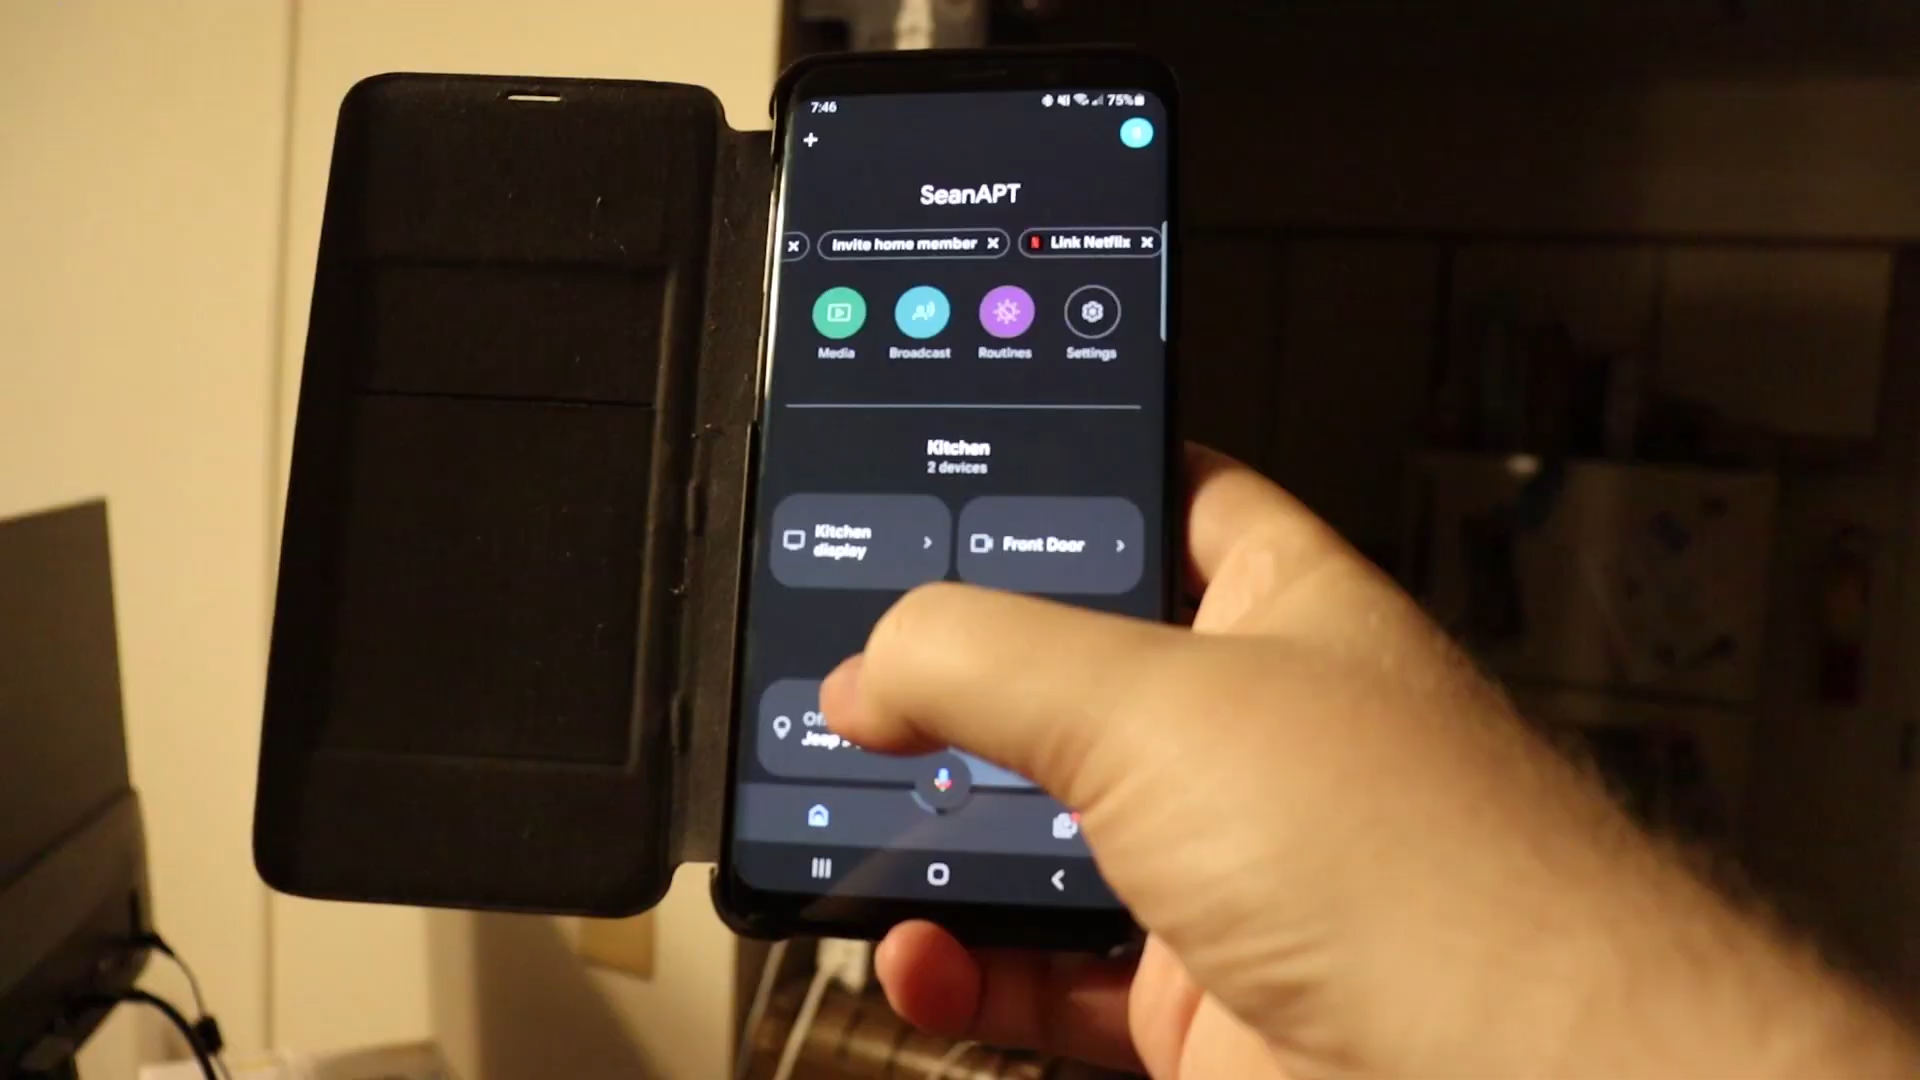 7:46
75%
SeanAPT
Invite home member
Link Netflix
Media
Broadcast
Routines
Settings
Kitchen
2 devices
Kitchen
display
Front Door
Jeep